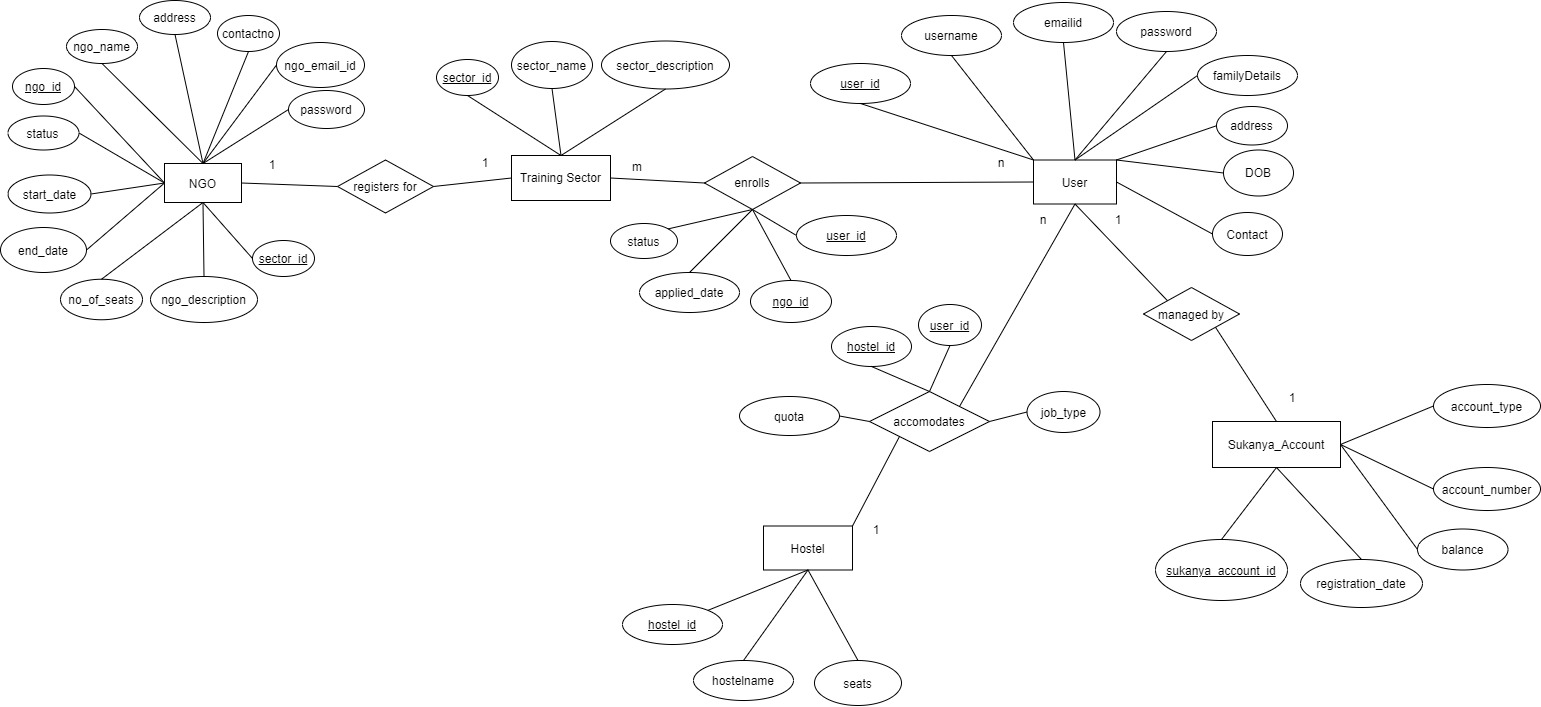 address
contactno
ngo_name
ngo_email_id
ngo_id
password
status
start_date
end_date
no_of_seats
ngo_description
sector_id
NGO
1
registers for
1
sector_id
sector_name
sector_description
Training Sector
m
enrolls
status
applied_date
ngo_id
user_id
n
username
emailid
password
user_id
familyDetails
address
DOB
Contact
User
n
1
managed by
1
hostel_id
user_id
quota
accomodates
job_type
1
Hostel
hostel_id
hostelname
seats
Sukanya_Account
account_type
account_number
balance
registration_date
sukanya_account_id